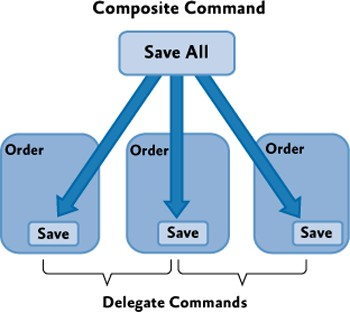 Composite Command
Save All
Order
Order
Order
Save
Save
Save
Delegate Commands